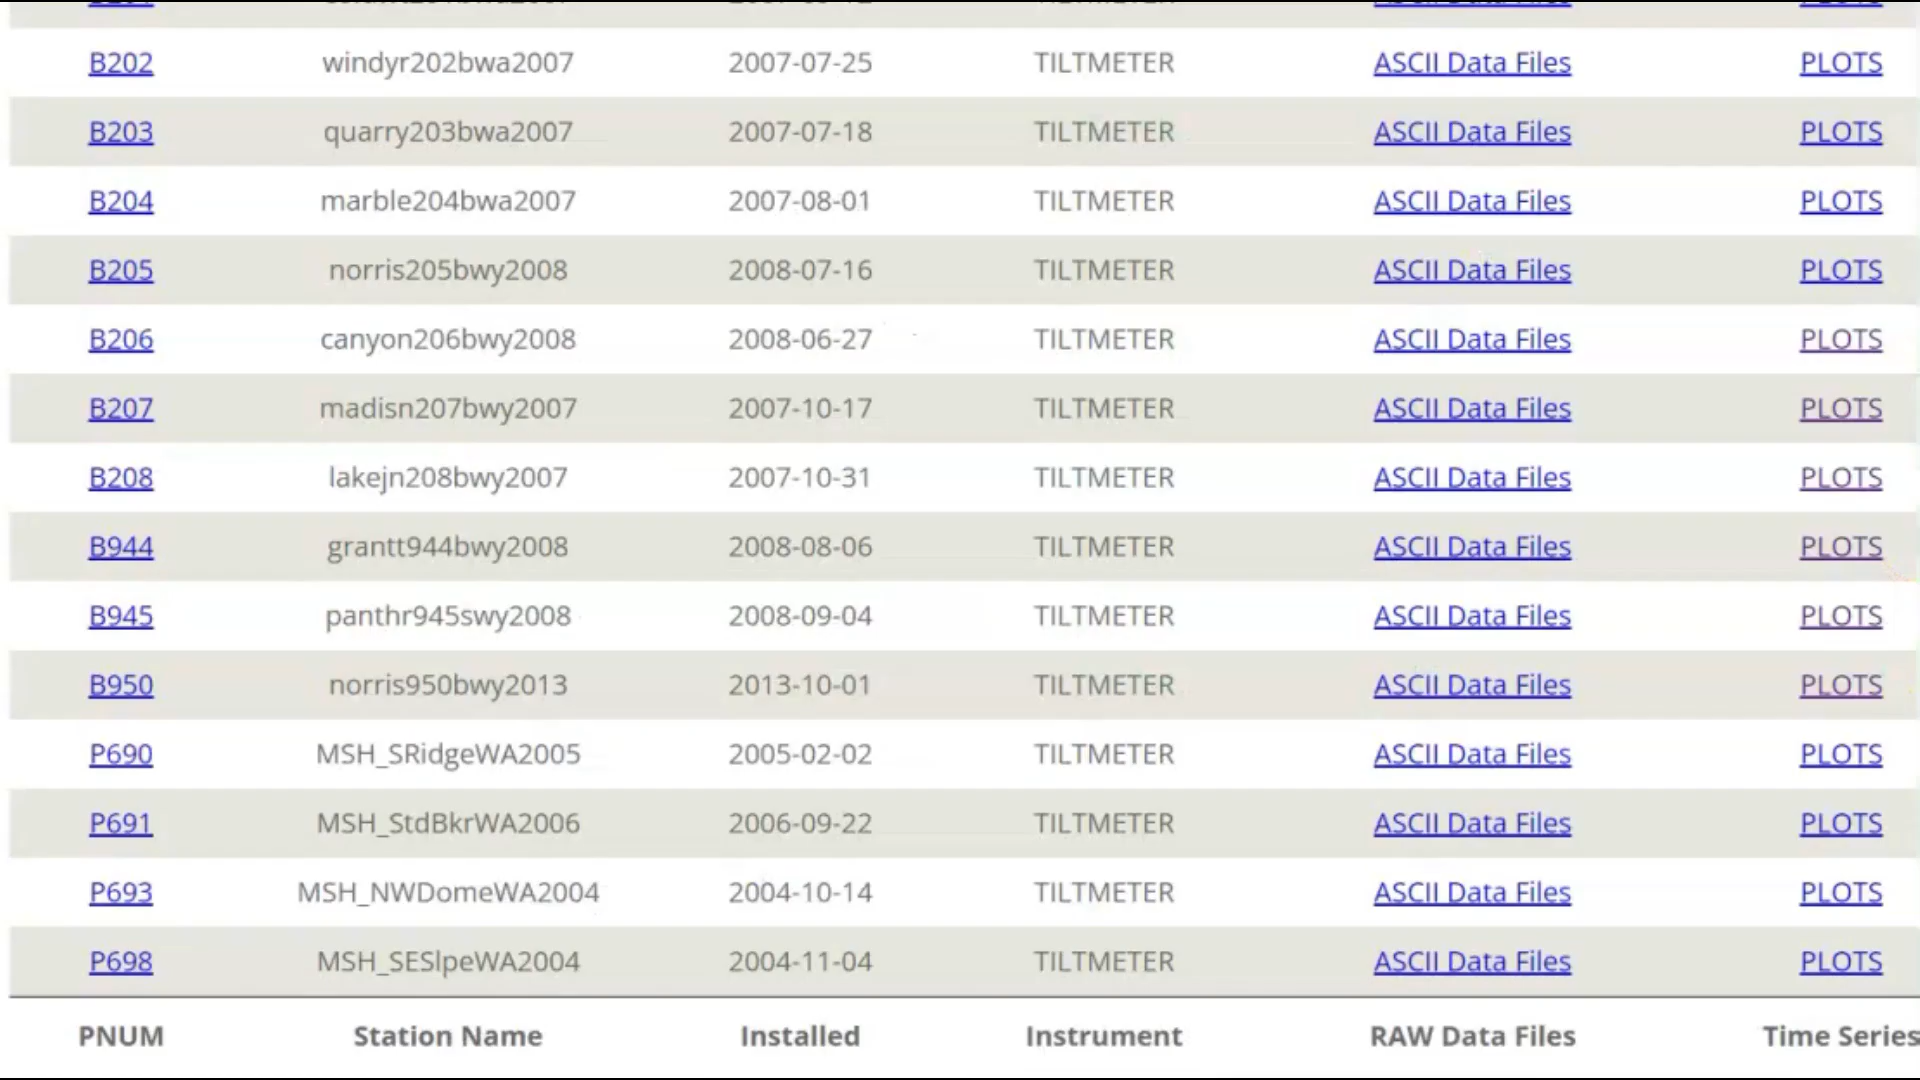 B202 windyr202bwa2007 2007-07-25 TILTMETER ASCII Data Files PLOTS
B203 quarry203bwa2007 2007-07-18 TILTMETER ASCII Data Files PLOTS
B204 marble204bwa2007 2007-08-01 TILTMETER ASCII Data Files PLOTS
B205 norris205bwy2008 2008-07-16 TILTMETER ASCII Data Files PLOTS
B206 canyon206bwy2008 2008-06-27 TILTMETER ASCII Data Files PLOTS
B207 madisn207bwy2007 2007-10-17 TILTMETER ASCII Data Files PLOTS
B208 lakejn208bwy2007 2007-10-31 TILTMETER ASCII Data Files PLOTS
B944 grantt944bwy2008 2008-08-06 TILTMETER ASCII Data Files PLOTS
B945 panthr945swy2008 2008-09-04 TILTMETER ASCII Data Files PLOTS
B950 norris950bwy2013 2013-10-01 TILTMETER ASCII Data Files PLOTS
P690 MSH_SRidgeWA2005 2005-02-02 TILTMETER ASCII Data Files PLOTS
P691 MSH_StdBkrWA2006 2006-09-22 TILTMETER ASCII Data Files PLOTS
P693 MSH_NWDomeWA2004 2004-10-14 TILTMETER ASCII Data Files PLOTS
P698 MSH_SESlpeWA2004 2004-11-04 TILTMETER ASCII Data Files PLOTS
PNUM Station Name Installed Instrument RAW Data Files Time Series